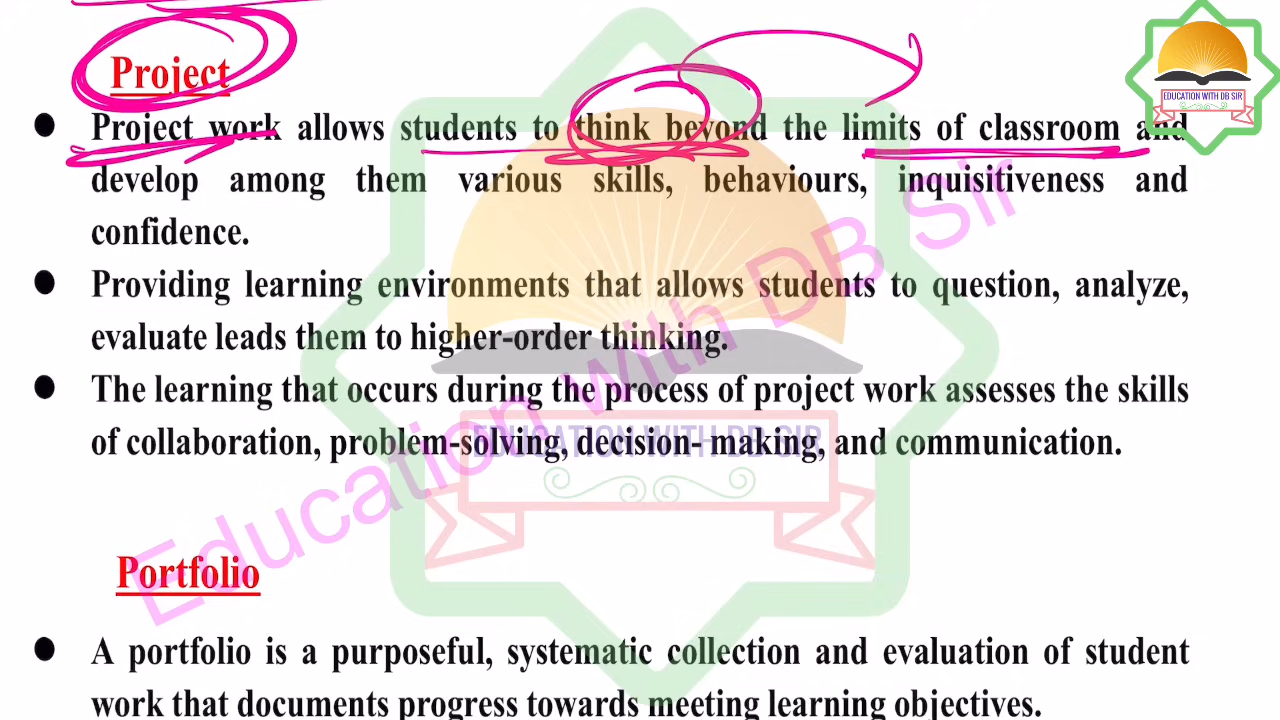 Project
● Project work allows students to think beyond the limits of classroom and
develop among them various skills, behaviours, inquisitiveness and
confidence.
● Providing learning environments that allows students to question, analyze,
evaluate leads them to higher-order thinking.
● The learning that occurs during the process of project work assesses the skills
of collaboration, problem-solving, decision- making, and communication.
Portfolio
● A portfolio is a purposeful, systematic collection and evaluation of student
work that documents progress towards meeting learning objectives.
EDUCATION WITH DB SIR
Education with DB Sir
EDUCATION WITH DB SIR